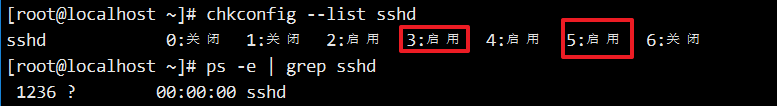 [root@localhost ~]# chkconfig --list sshd
sshd 0:关闭 1:关闭 2:启用 3:启用 4:启用 5:启用 6:关闭
[root@localhost ~]# ps -e | grep sshd
1236 ? 00:00:00 sshd